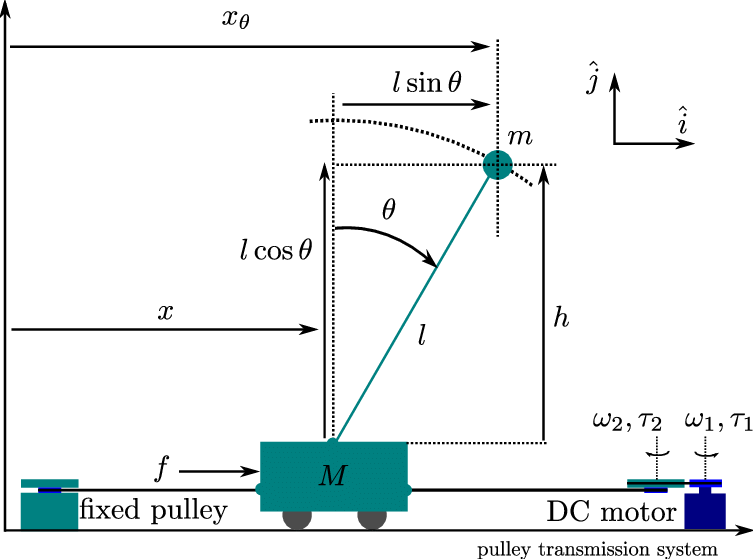 x_θ
l sin θ
ĵ
î
m
θ
l cos θ
x
h
l
ω₂, τ₂
ω₁, τ₁
f
M
fixed pulley
DC motor
pulley transmission system